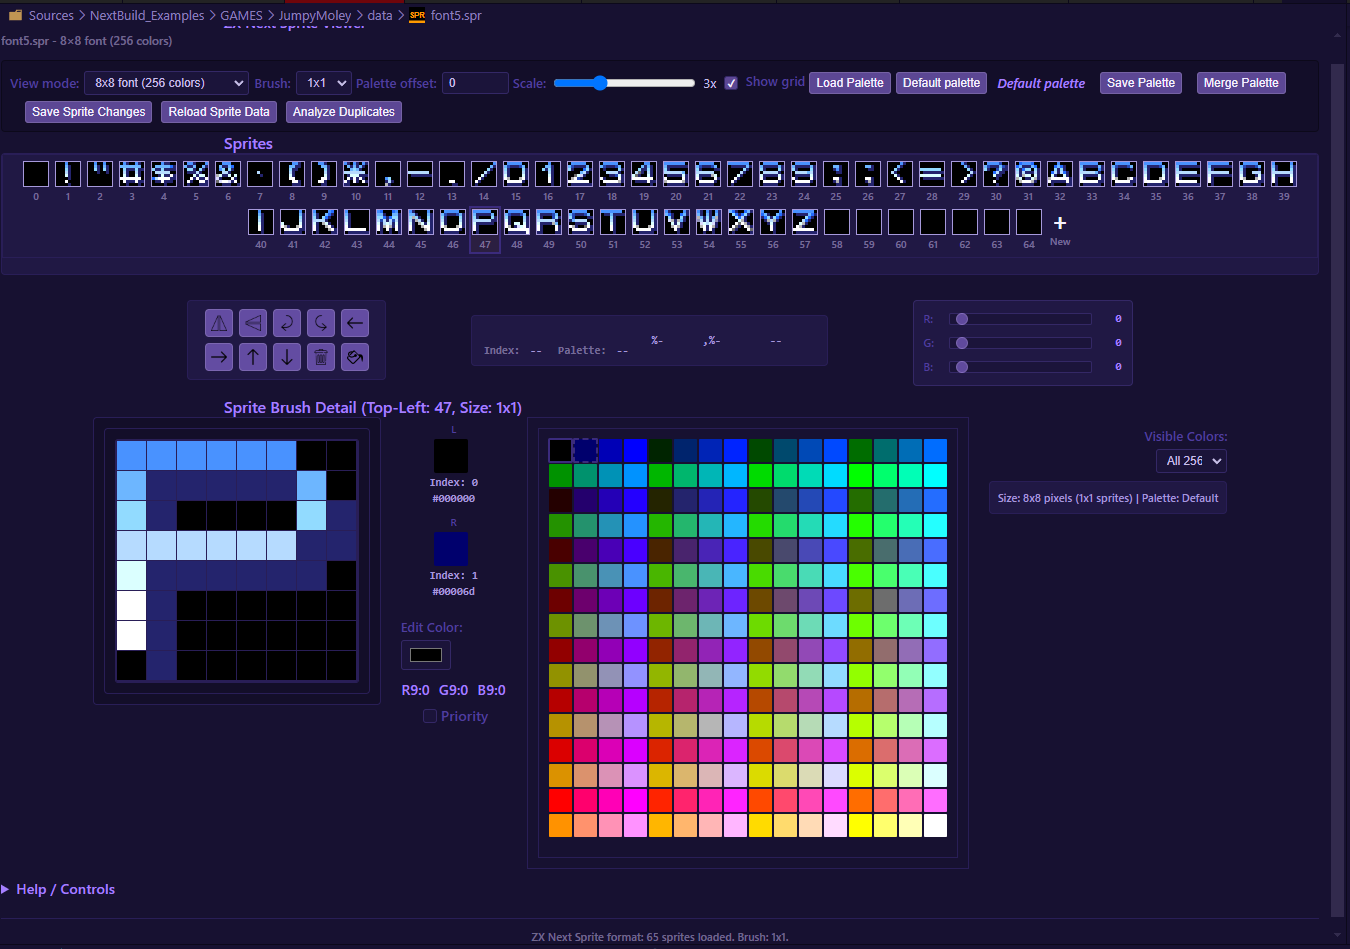 Sources > NextBuild_Examples > GAMES > JumpyMoley > data > SPR font5.spr
ZX Next Sprite Viewer
font5.spr - 8×8 font (256 colors)
View mode: 8x8 font (256 colors) Brush: 1x1 Palette offset: 0 Scale: 3x Show grid Load Palette Default palette Default palette Save Palette Merge Palette
Save Sprite Changes Reload Sprite Data Analyze Duplicates
Sprites
! " # $ % & ' ( ) * , - . / 0 1 2 3 4 5 6 7 8 9 : ; < = > ? @ A B C D E F G H
0 1 2 3 4 5 6 7 8 9 10 11 12 13 14 15 16 17 18 19 20 21 22 23 24 25 26 27 28 29 30 31 32 33 34 35 36 37 38 39
I J K L M N O P Q R S T U V W X Y Z +
40 41 42 43 44 45 46 47 48 49 50 51 52 53 54 55 56 57 58 59 60 61 62 63 64 New
R: 0
G: 0
B: 0
Index: -- Palette: -- %- ,%- --
Sprite Brush Detail (Top-Left: 47, Size: 1x1)
L
Index: 0
#000000
R
Index: 1
#00006d
Edit Color:
R9:0 G9:0 B9:0
Priority
Visible Colors:
All 256
Size: 8x8 pixels (1x1 sprites) | Palette: Default
Help / Controls
ZX Next Sprite format: 65 sprites loaded. Brush: 1x1.